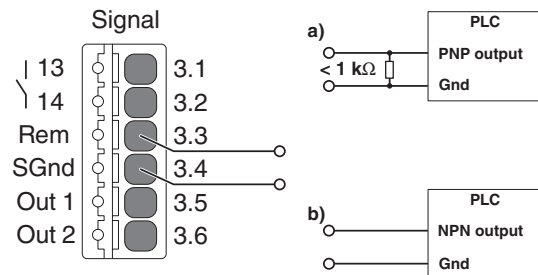 Signal
13
3.1
14
3.2
Rem
3.3
SGnd
3.4
Out 1
3.5
Out 2
3.6
a)
PLC
PNP output
< 1 kΩ
Gnd
b)
PLC
NPN output
Gnd